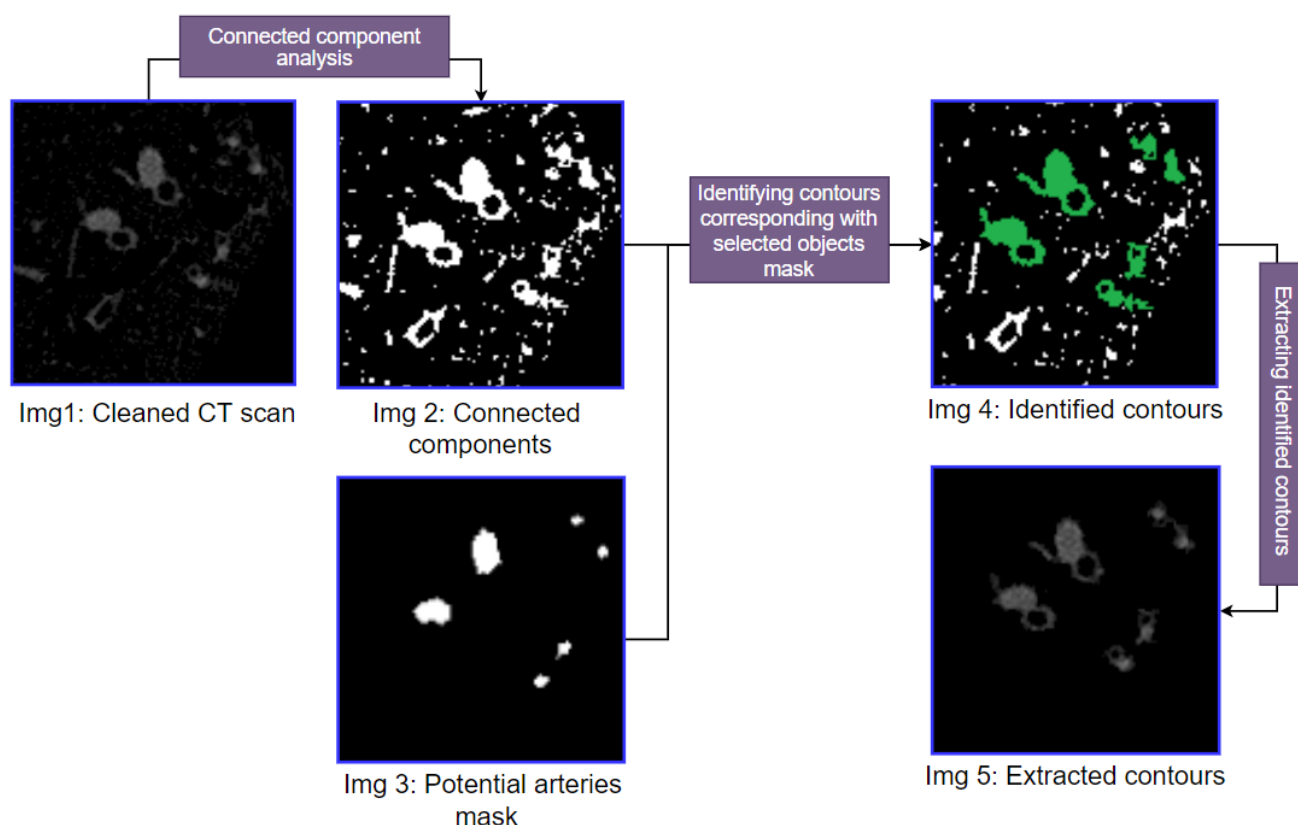 Connected component
analysis
Img1: Cleaned CT scan
Img 2: Connected
components
Identifying contours
corresponding with
selected objects
mask
Img 4: Identified contours
Extracting identified contours
Img 3: Potential arteries
mask
Img 5: Extracted contours